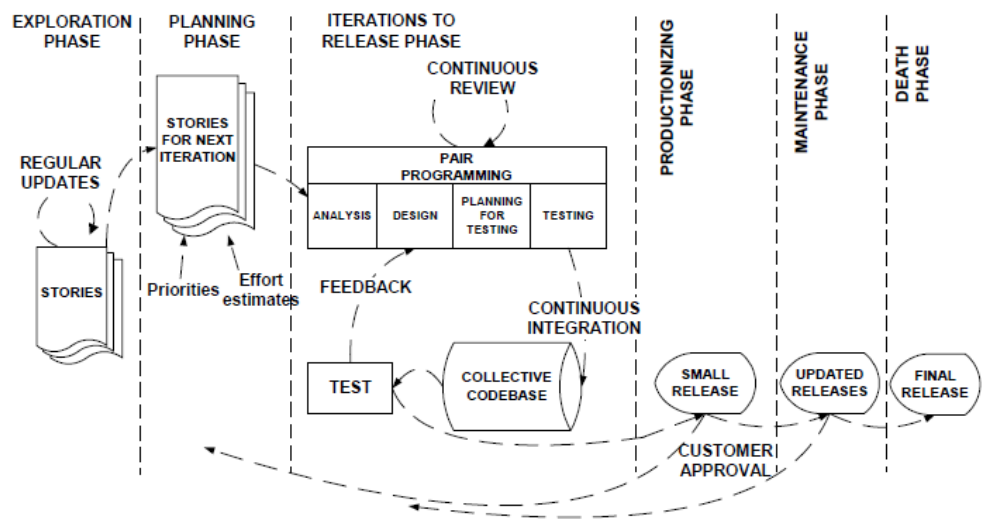 EXPLORATION
PHASE
PLANNING
PHASE
ITERATIONS TO
RELEASE PHASE
PRODUCTIONIZING
PHASE
MAINTENANCE
PHASE
DEATH
PHASE
REGULAR
UPDATES
STORIES
STORIES
FOR NEXT
ITERATION
Priorities
Effort
estimates
CONTINUOUS
REVIEW
PAIR
PROGRAMMING
ANALYSIS
DESIGN
PLANNING
FOR
TESTING
TESTING
FEEDBACK
CONTINUOUS
INTEGRATION
TEST
COLLECTIVE
CODEBASE
SMALL
RELEASE
UPDATED
RELEASES
FINAL
RELEASE
CUSTOMER
APPROVAL